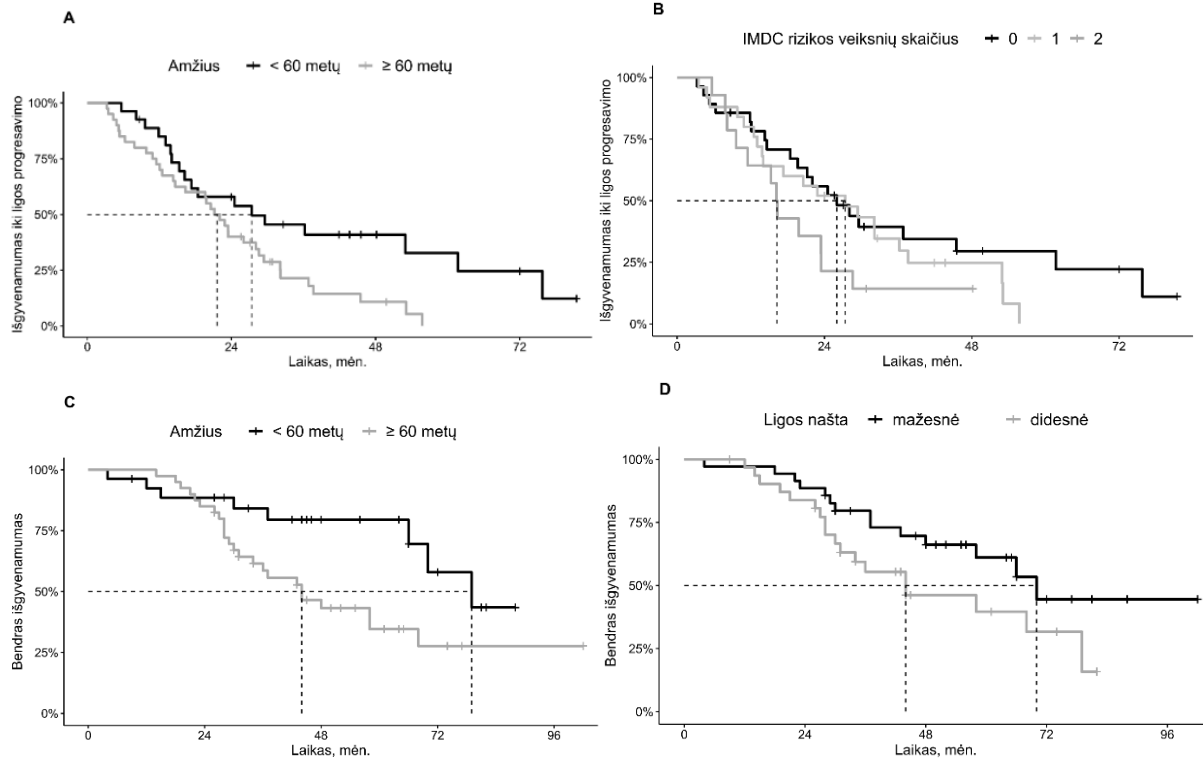 A
Amžius < 60 metų ≥ 60 metų
Išgyvenamumas iki ligos progresavimo
100%
75%
50%
25%
0%
0 24 48 72
Laikas, mėn.
B
IMDC rizikos veiksnių skaičius 0 1 2
Išgyvenamumas iki ligos progresavimo
100%
75%
50%
25%
0%
0 24 48 72
Laikas, mėn.
C
Amžius < 60 metų ≥ 60 metų
Bendras išgyvenamumas
100%
75%
50%
25%
0%
0 24 48 72 96
Laikas, mėn.
D
Ligos našta mažesnė didesnė
Bendras išgyvenamumas
100%
75%
50%
25%
0%
0 24 48 72 96
Laikas, mėn.